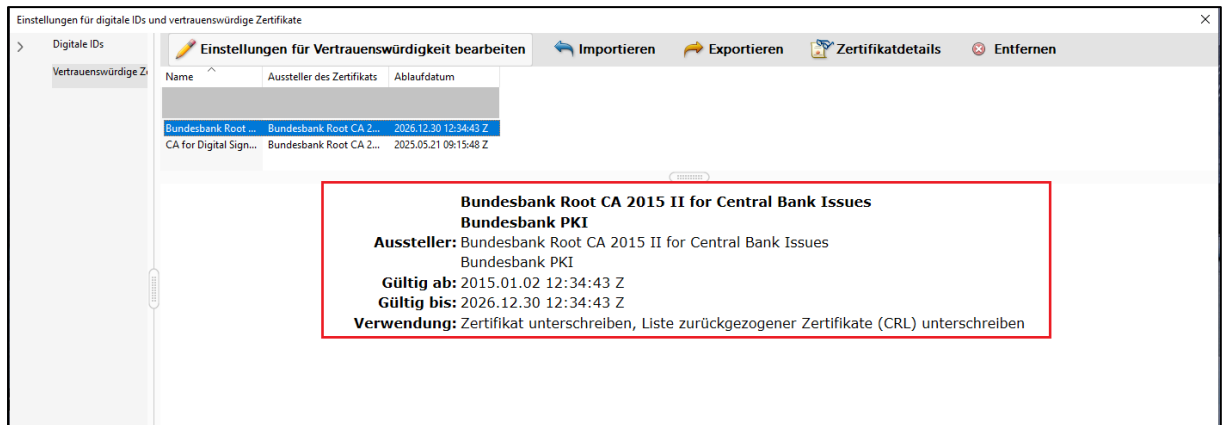 Einstellungen für digitale IDs und vertrauenswürdige Zertifikate
Digitale IDs
Vertrauenswürdige Ze
Einstellungen für Vertrauenswürdigkeit bearbeiten Importieren Exportieren Zertifikatdetails Entfernen
Name Aussteller des Zertifikats Ablaufdatum
Bundesbank Root ... Bundesbank Root CA 2... 2026.12.30 12:34:43 Z
CA for Digital Sign... Bundesbank Root CA 2... 2025.05.21 09:15:48 Z
Bundesbank Root CA 2015 II for Central Bank Issues
Bundesbank PKI
Aussteller: Bundesbank Root CA 2015 II for Central Bank Issues
Bundesbank PKI
Gültig ab: 2015.01.02 12:34:43 Z
Gültig bis: 2026.12.30 12:34:43 Z
Verwendung: Zertifikat unterschreiben, Liste zurückgezogener Zertifikate (CRL) unterschreiben